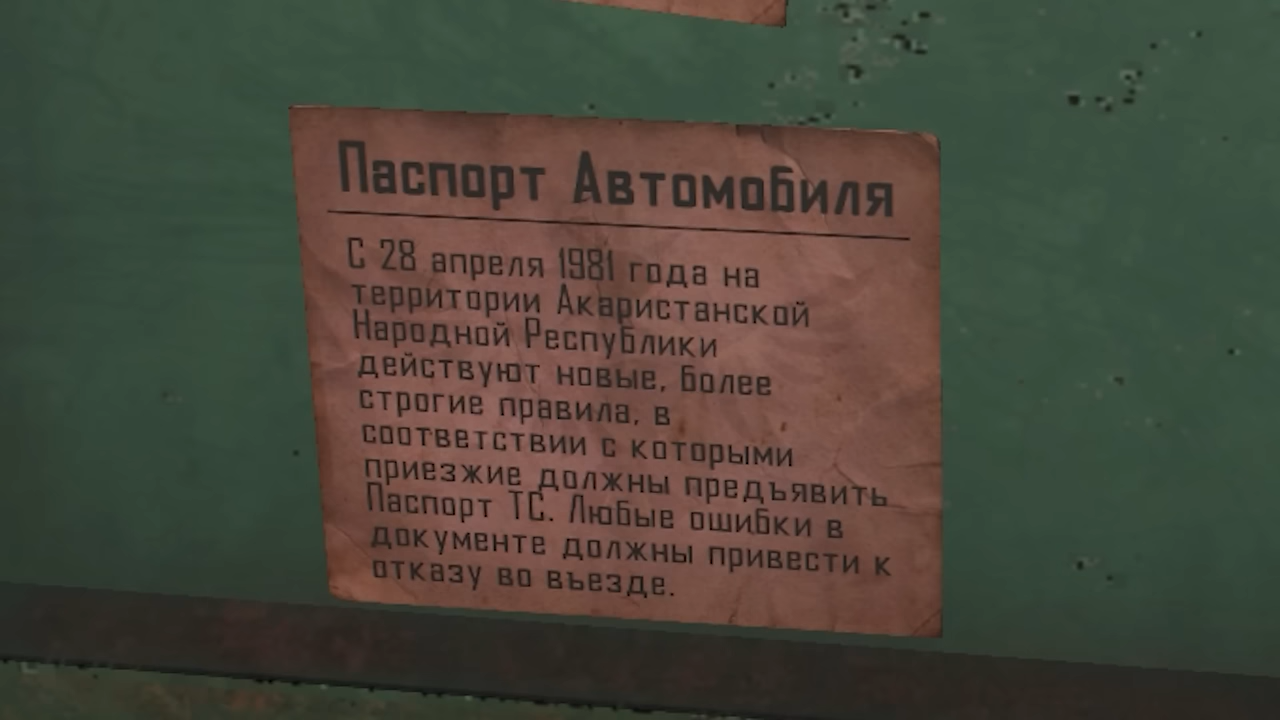 Паспорт Автомобиля
С 28 апреля 1981 года на
территории Акаристанской
Народной Республики
действуют новые, более
строгие правила, в
соответствии с которыми
приезжие должны предъявить
Паспорт ТС. Любые ошибки в
документе должны привести к
отказу во въезде.